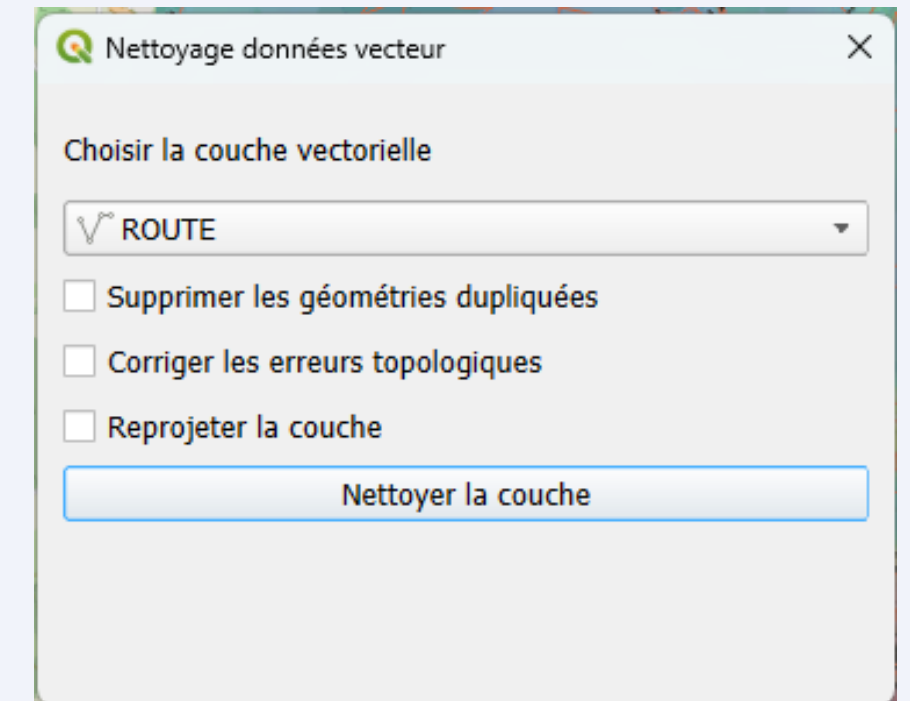 Nettoyage données vecteur
Choisir la couche vectorielle
ROUTE
Supprimer les géométries dupliquées
Corriger les erreurs topologiques
Reprojeter la couche
Nettoyer la couche